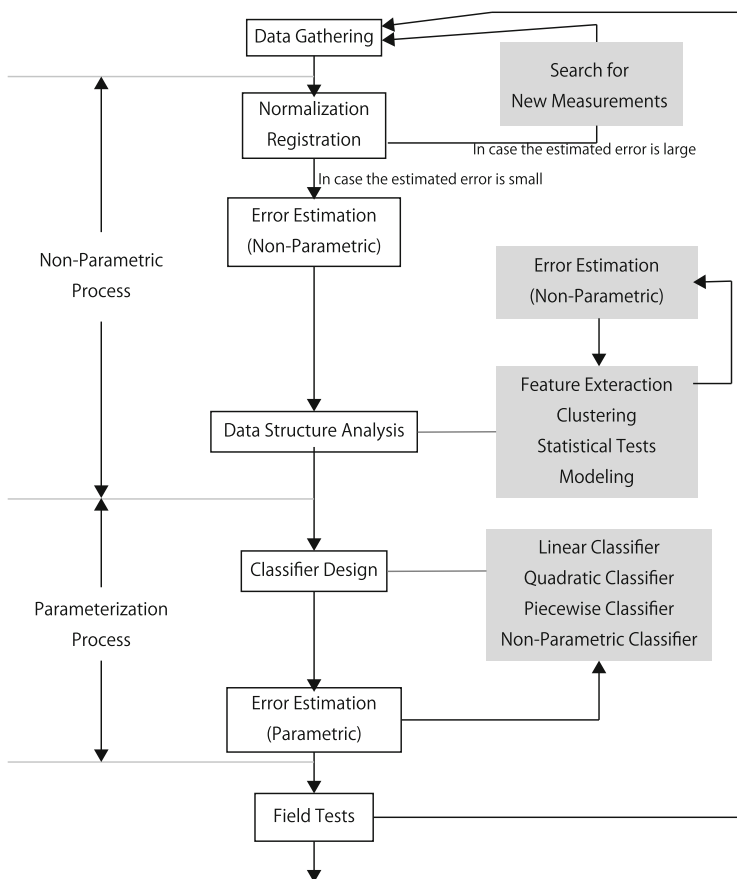 Data Gathering
Search for
New Measurements
Normalization
Registration
In case the estimated error is large
In case the estimated error is small
Error Estimation
(Non-Parametric)
Non-Parametric
Process
Error Estimation
(Non-Parametric)
Feature Exteraction
Clustering
Statistical Tests
Modeling
Data Structure Analysis
Linear Classifier
Quadratic Classifier
Piecewise Classifier
Non-Parametric Classifier
Classifier Design
Parameterization
Process
Error Estimation
(Parametric)
Field Tests